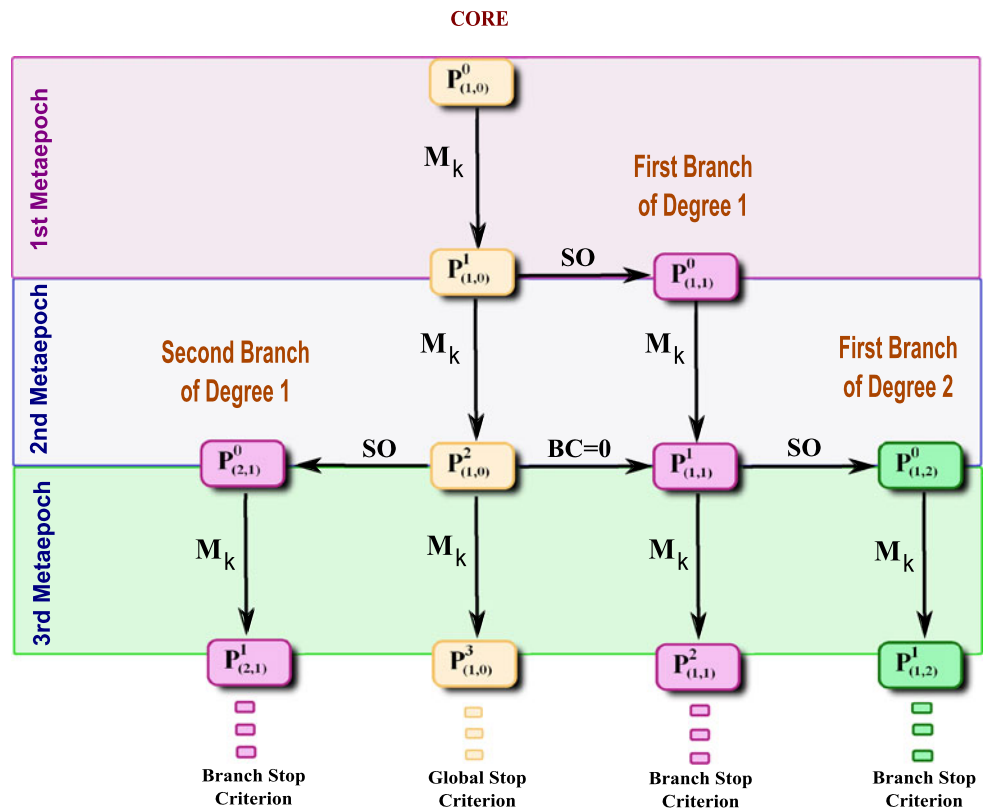 CORE
1st Metaepoch
P⁰(1,0)
Mk
First Branch
of Degree 1
P¹(1,0)
SO
P⁰(1,1)
2nd Metaepoch
Mk
Mk
Second Branch
of Degree 1
First Branch
of Degree 2
P⁰(2,1)
SO
P²(1,0)
BC=0
P¹(1,1)
SO
P⁰(1,2)
3rd Metaepoch
Mk
Mk
Mk
Mk
P¹(2,1)
P³(1,0)
P²(1,1)
P¹(1,2)
Branch Stop
Criterion
Global Stop
Criterion
Branch Stop
Criterion
Branch Stop
Criterion